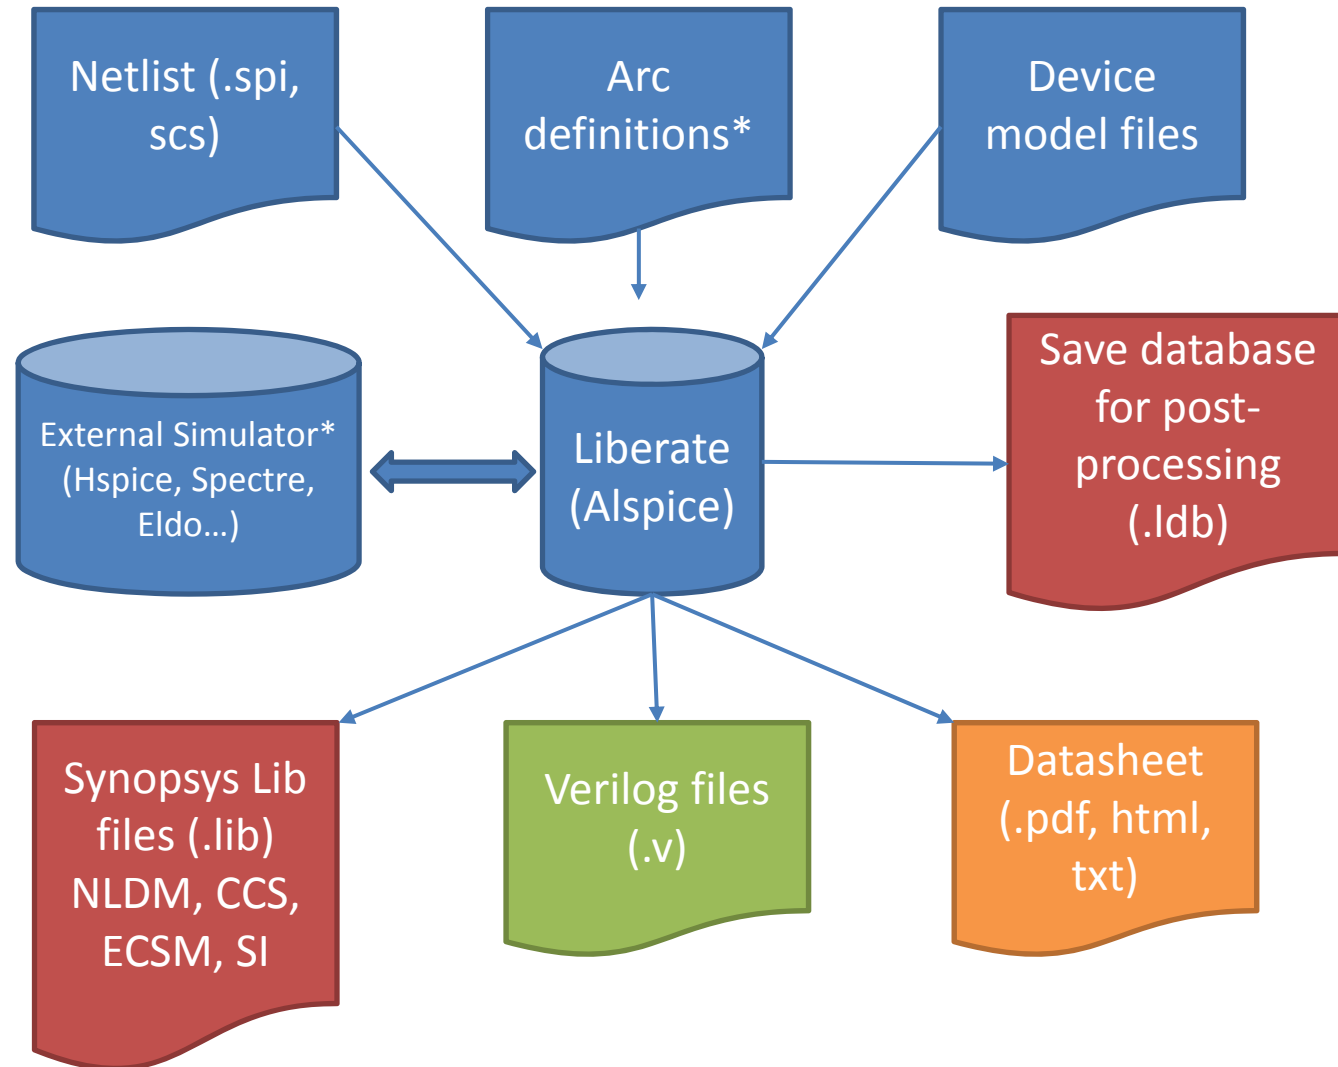 Netlist (.spi,
scs)
Arc
definitions*
Device
model files
External Simulator*
(Hspice, Spectre,
Eldo…)
Liberate
(Alspice)
Save database
for post-
processing
(.ldb)
Synopsys Lib
files (.lib)
NLDM, CCS,
ECSM, SI
Verilog files
(.v)
Datasheet
(.pdf, html,
txt)